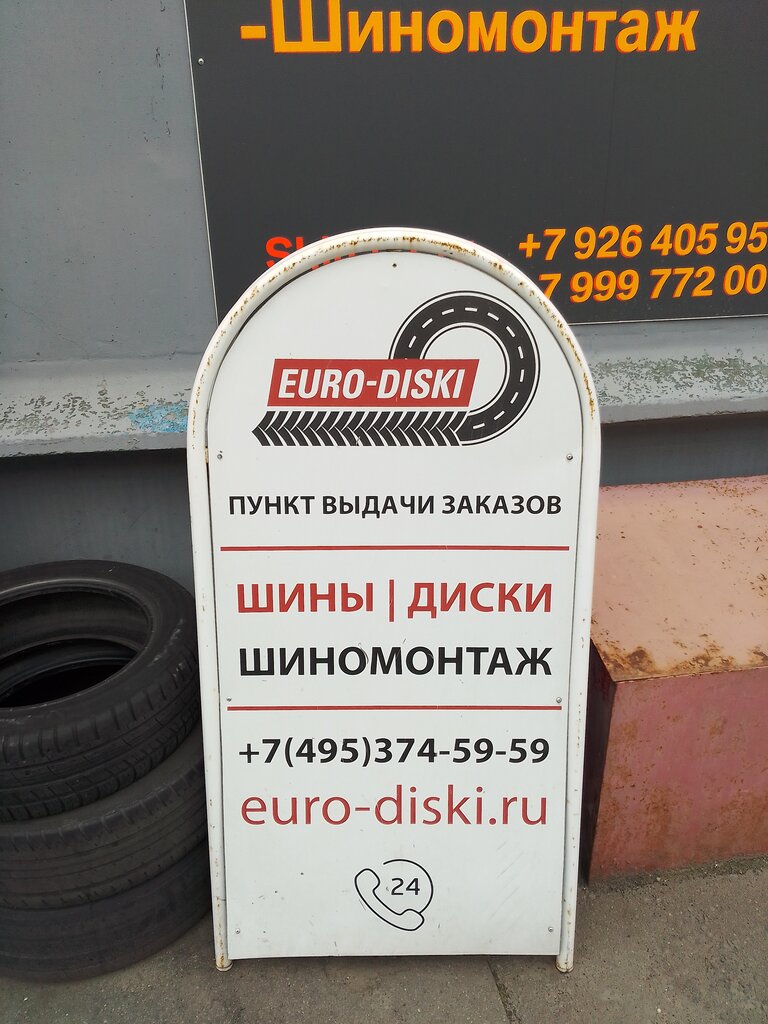 -Шиномонтаж
+7 926 405 95
7 999 772 00
EURO-DISKI
ПУНКТ ВЫДАЧИ ЗАКАЗОВ
ШИНЫ | ДИСКИ
ШИНОМОНТАЖ
+7(495)374-59-59
euro-diski.ru
24